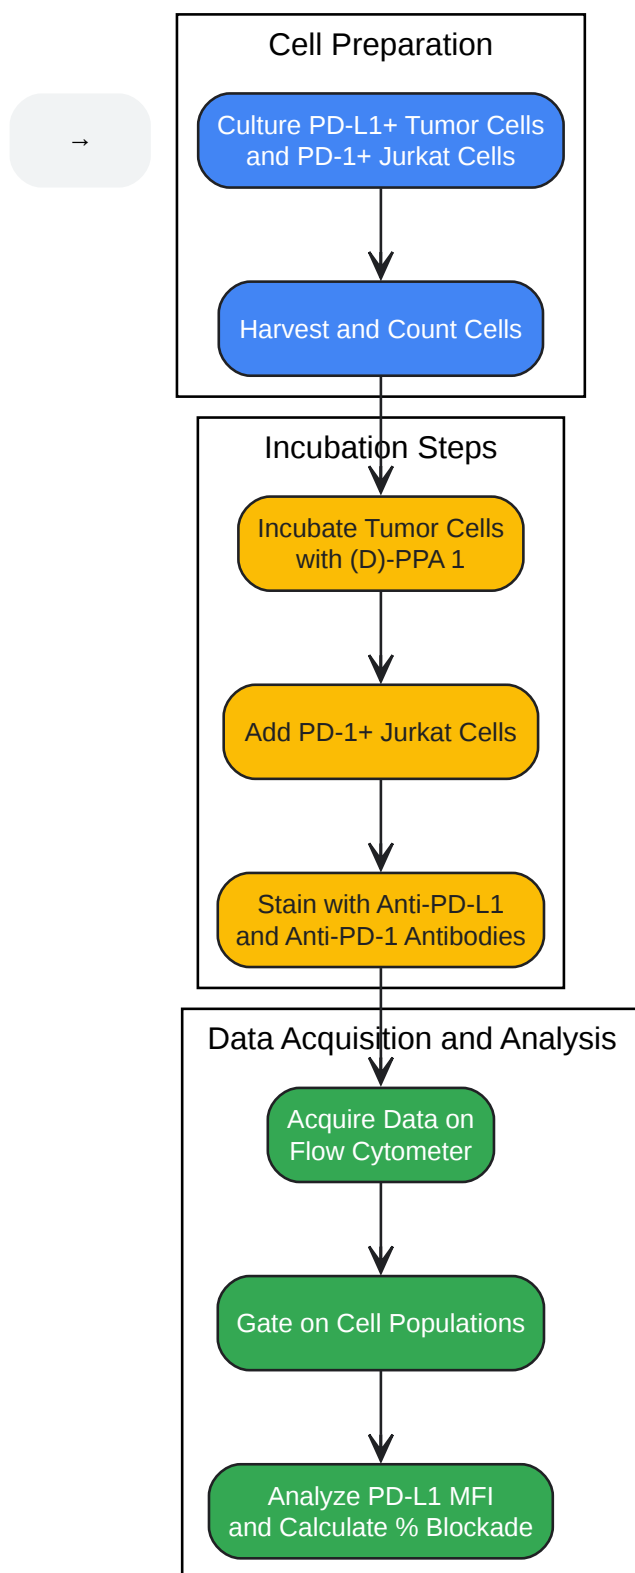 Cell Preparation
→
Culture PD-L1+ Tumor Cells
and PD-1+ Jurkat Cells
Harvest and Count Cells
Incubation Steps
Incubate Tumor Cells
with (D)-PPA 1
Add PD-1+ Jurkat Cells
Stain with Anti-PD-L1
and Anti-PD-1 Antibodies
Data Acquisition and Analysis
Acquire Data on
Flow Cytometer
Gate on Cell Populations
Analyze PD-L1 MFI
and Calculate % Blockade